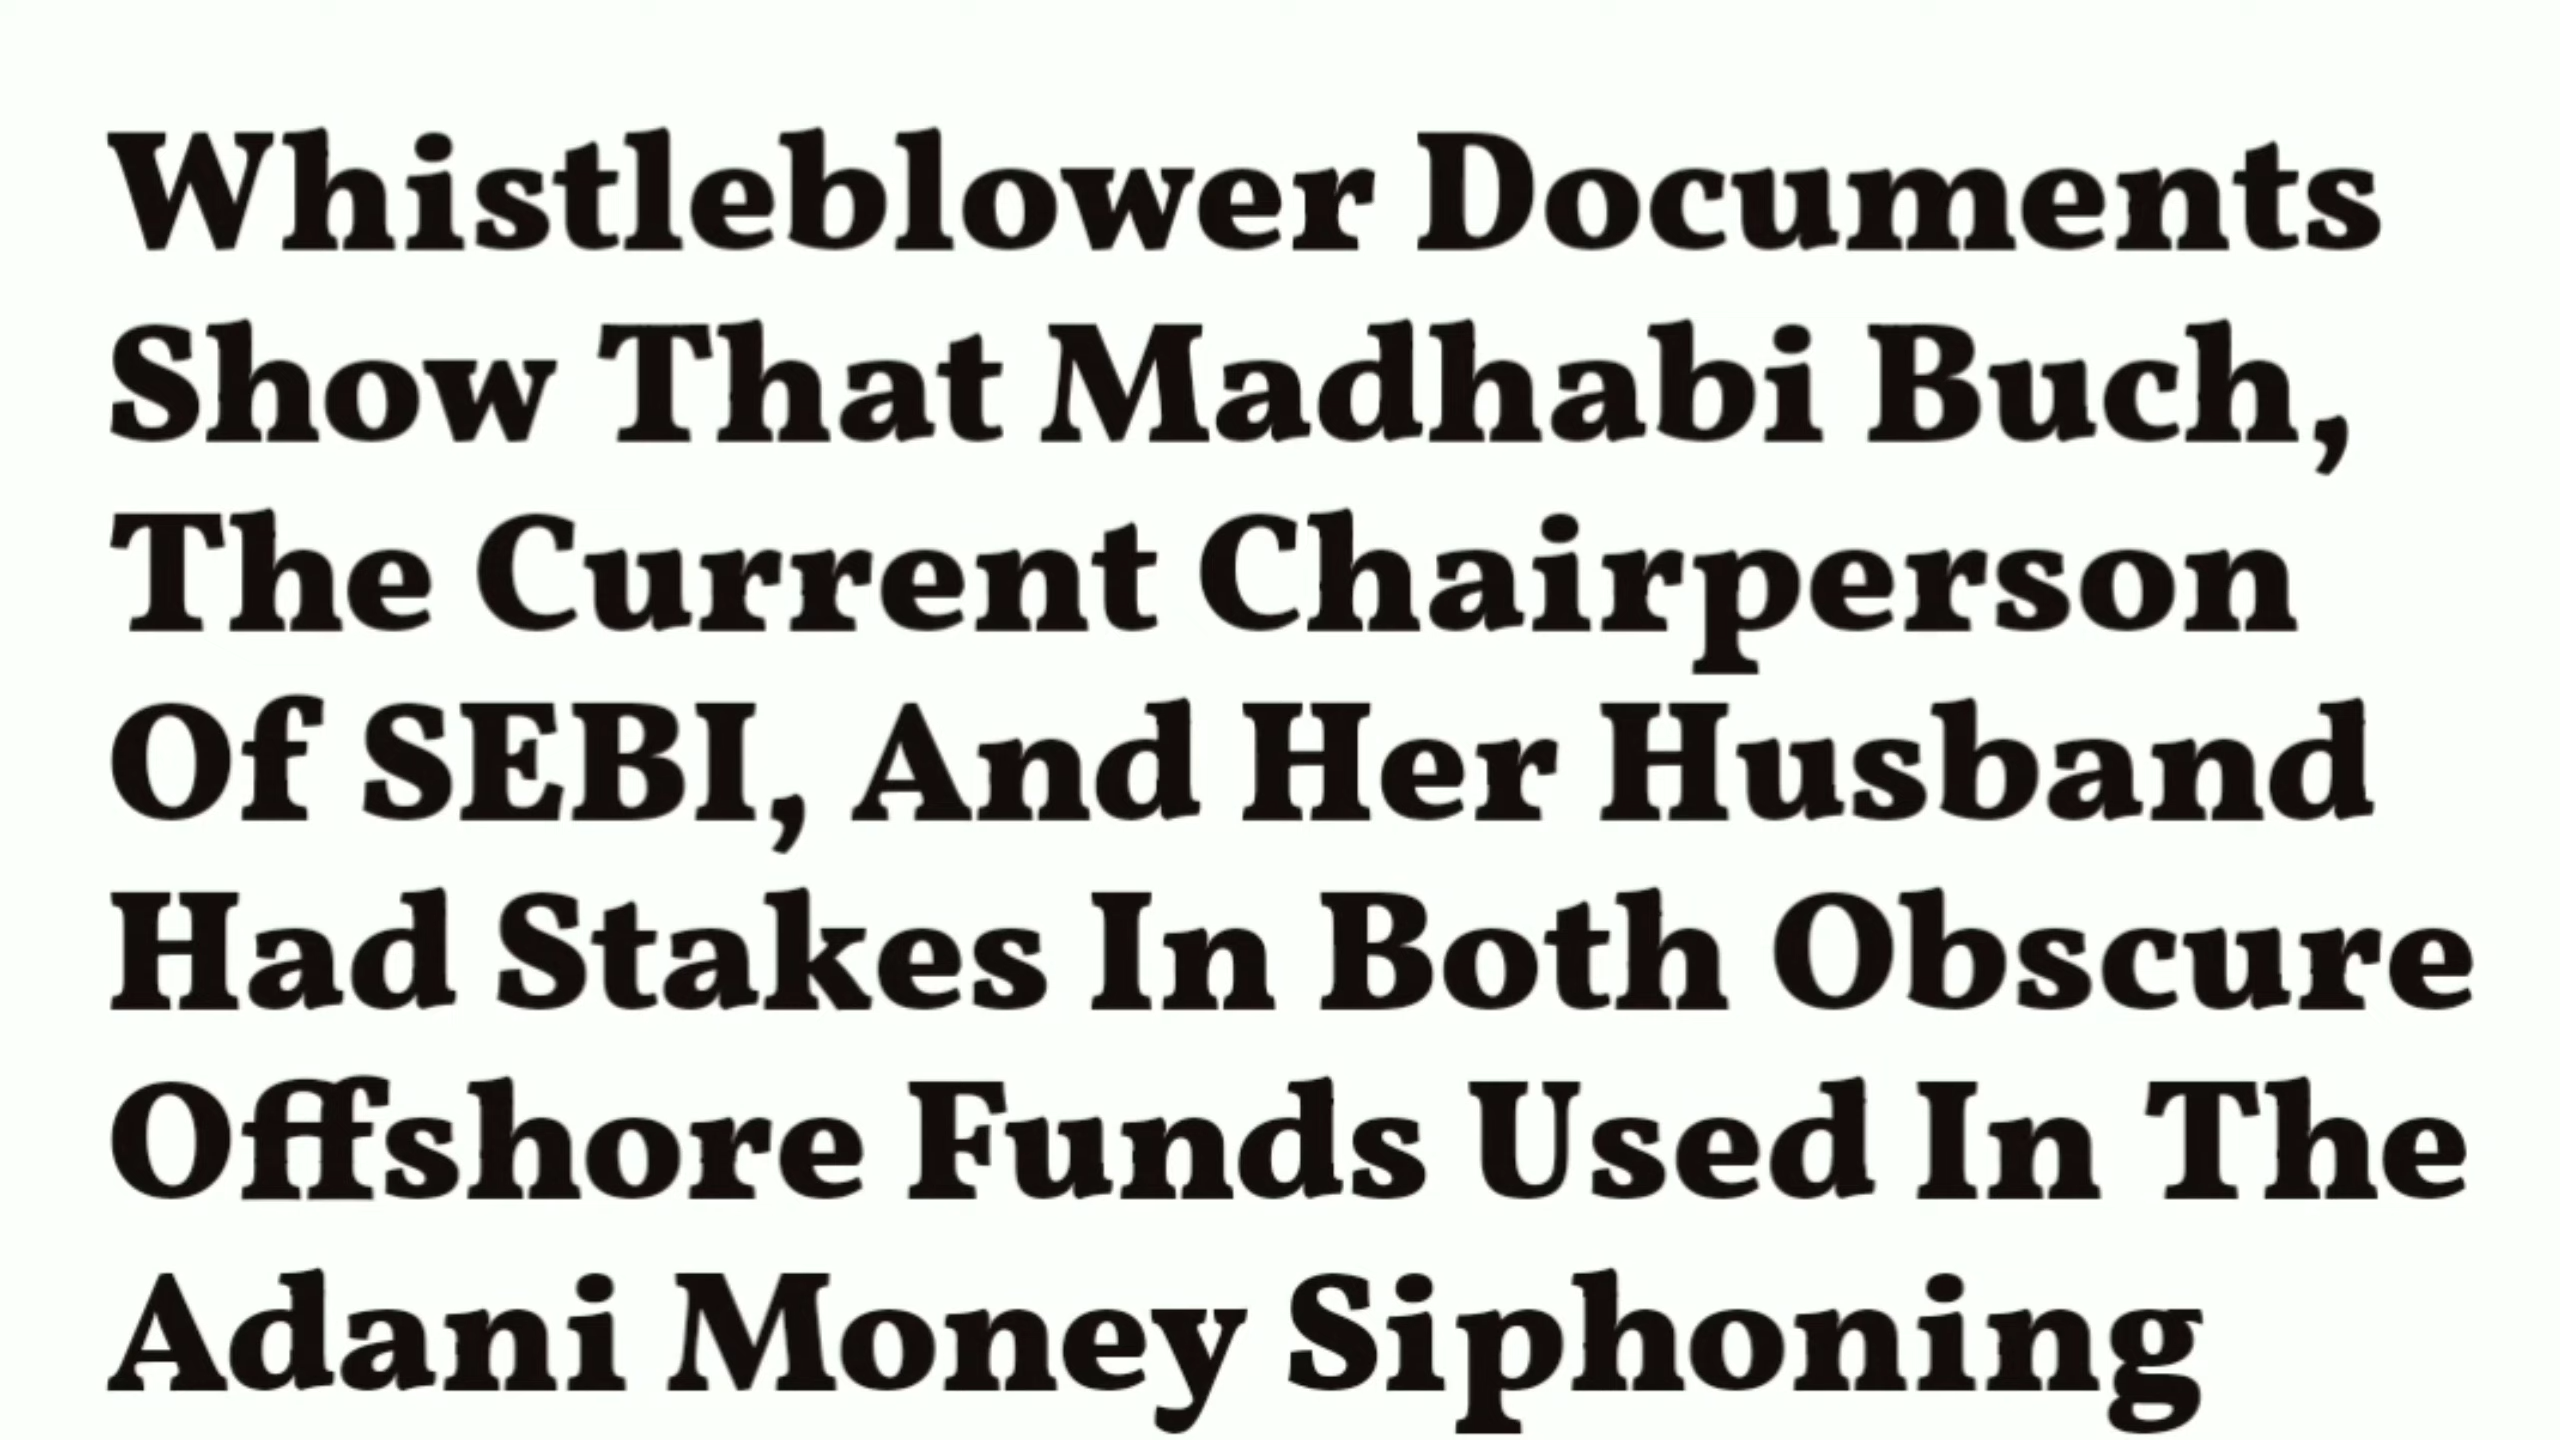 Whistleblower Documents
Show That Madhabi Buch,
The Current Chairperson
Of SEBI, And Her Husband
Had Stakes In Both Obscure
Offshore Funds Used In The
Adani Money Siphoning